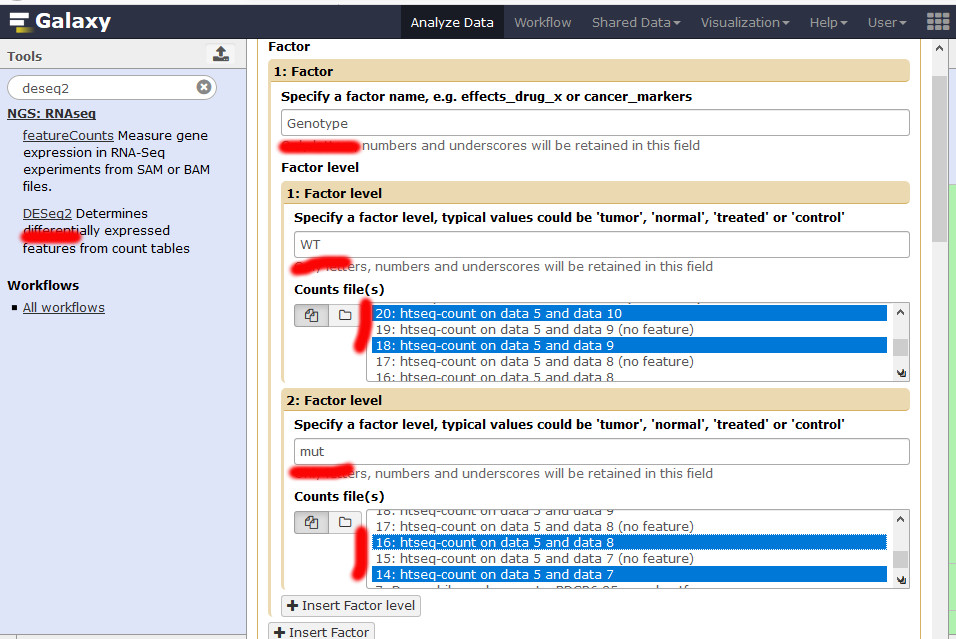 Galaxy
Analyze Data Workflow Shared Data Visualization Help User
Tools
deseq2
NGS: RNAseq
featureCounts Measure gene
expression in RNA-Seq
experiments from SAM or BAM
files.
DESeq2 Determines
differentially expressed
features from count tables
Workflows
All workflows
Factor
1: Factor
Specify a factor name, e.g. effects_drug_x or cancer_markers
Genotype
numbers and underscores will be retained in this field
Factor level
1: Factor level
Specify a factor level, typical values could be 'tumor', 'normal', 'treated' or 'control'
WT
letters, numbers and underscores will be retained in this field
Counts file(s)
20: htseq-count on data 5 and data 10
19: htseq-count on data 5 and data 9 (no feature)
18: htseq-count on data 5 and data 9
17: htseq-count on data 5 and data 8 (no feature)
16: htseq-count on data 5 and data 8
2: Factor level
Specify a factor level, typical values could be 'tumor', 'normal', 'treated' or 'control'
mut
numbers and underscores will be retained in this field
Counts file(s)
18: htseq-count on data 5 and data 9
17: htseq-count on data 5 and data 8 (no feature)
16: htseq-count on data 5 and data 8
15: htseq-count on data 5 and data 7 (no feature)
14: htseq-count on data 5 and data 7
Insert Factor level
Insert Factor